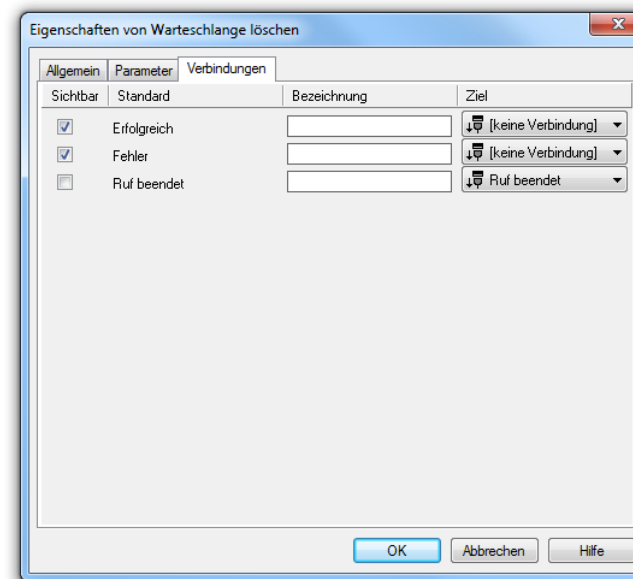 Eigenschaften von Warteschlange löschen
Allgemein Parameter Verbindungen
Sichtbar Standard Bezeichnung Ziel
Erfolgreich [keine Verbindung]
Fehler [keine Verbindung]
Ruf beendet Ruf beendet
OK Abbrechen Hilfe